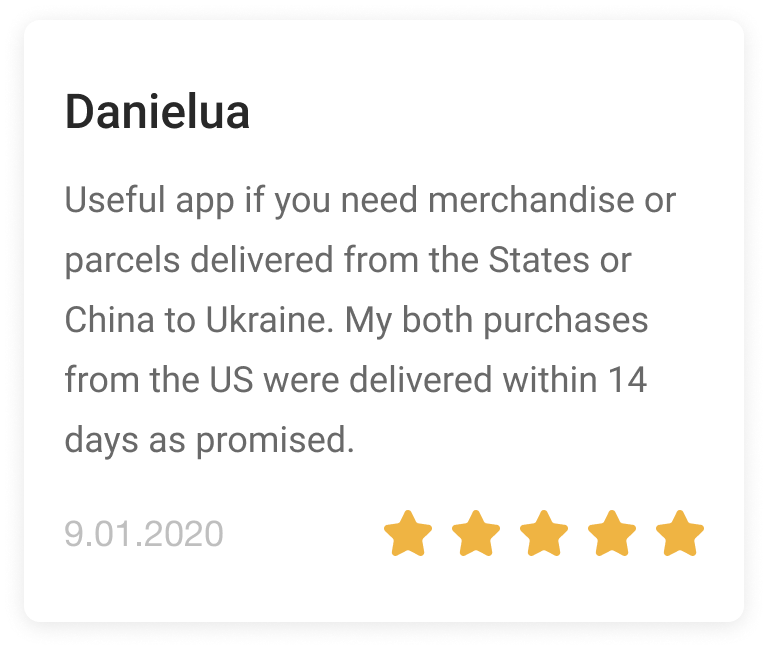 Danielua
Useful app if you need merchandise or
parcels delivered from the States or
China to Ukraine. My both purchases
from the US were delivered within 14
days as promised.
9.01.2020